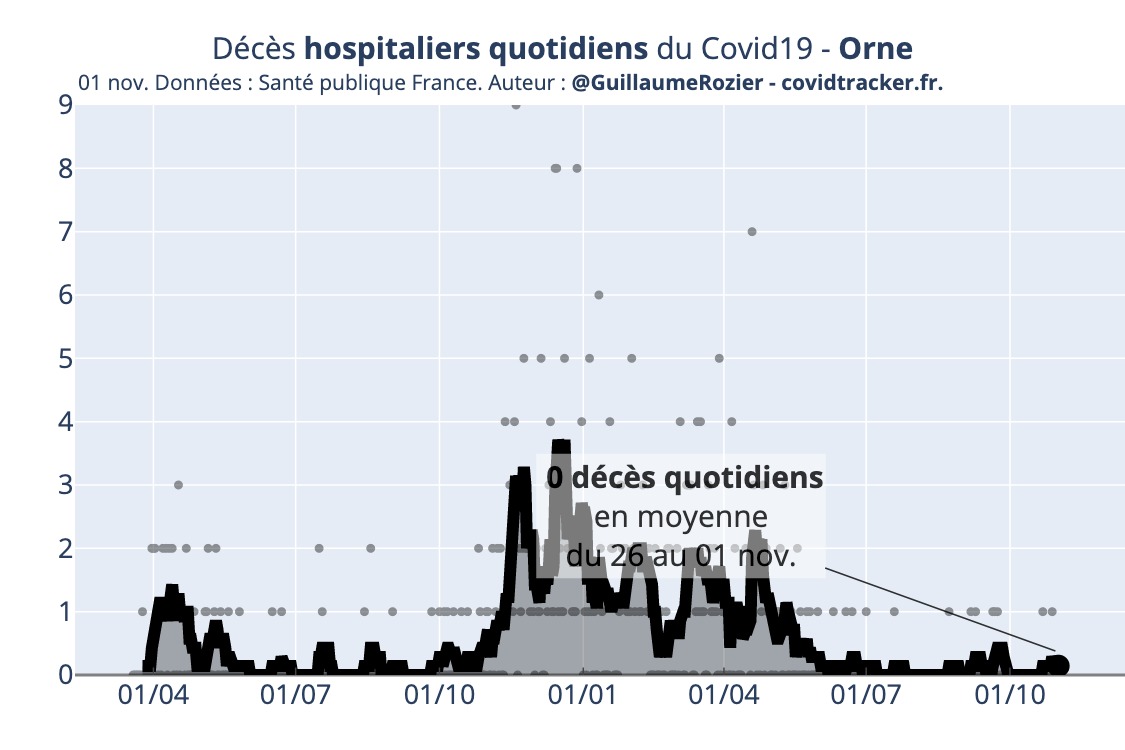 Décès hospitaliers quotidiens du Covid19 - Orne
01 nov. Données : Santé publique France. Auteur : @GuillaumeRozier - covidtracker.fr.
9
8
7
6
5
4
3
2
1
0
0 décès quotidiens
en moyenne
du 26 au 01 nov.
01/04 01/07 01/10 01/01 01/04 01/07 01/10